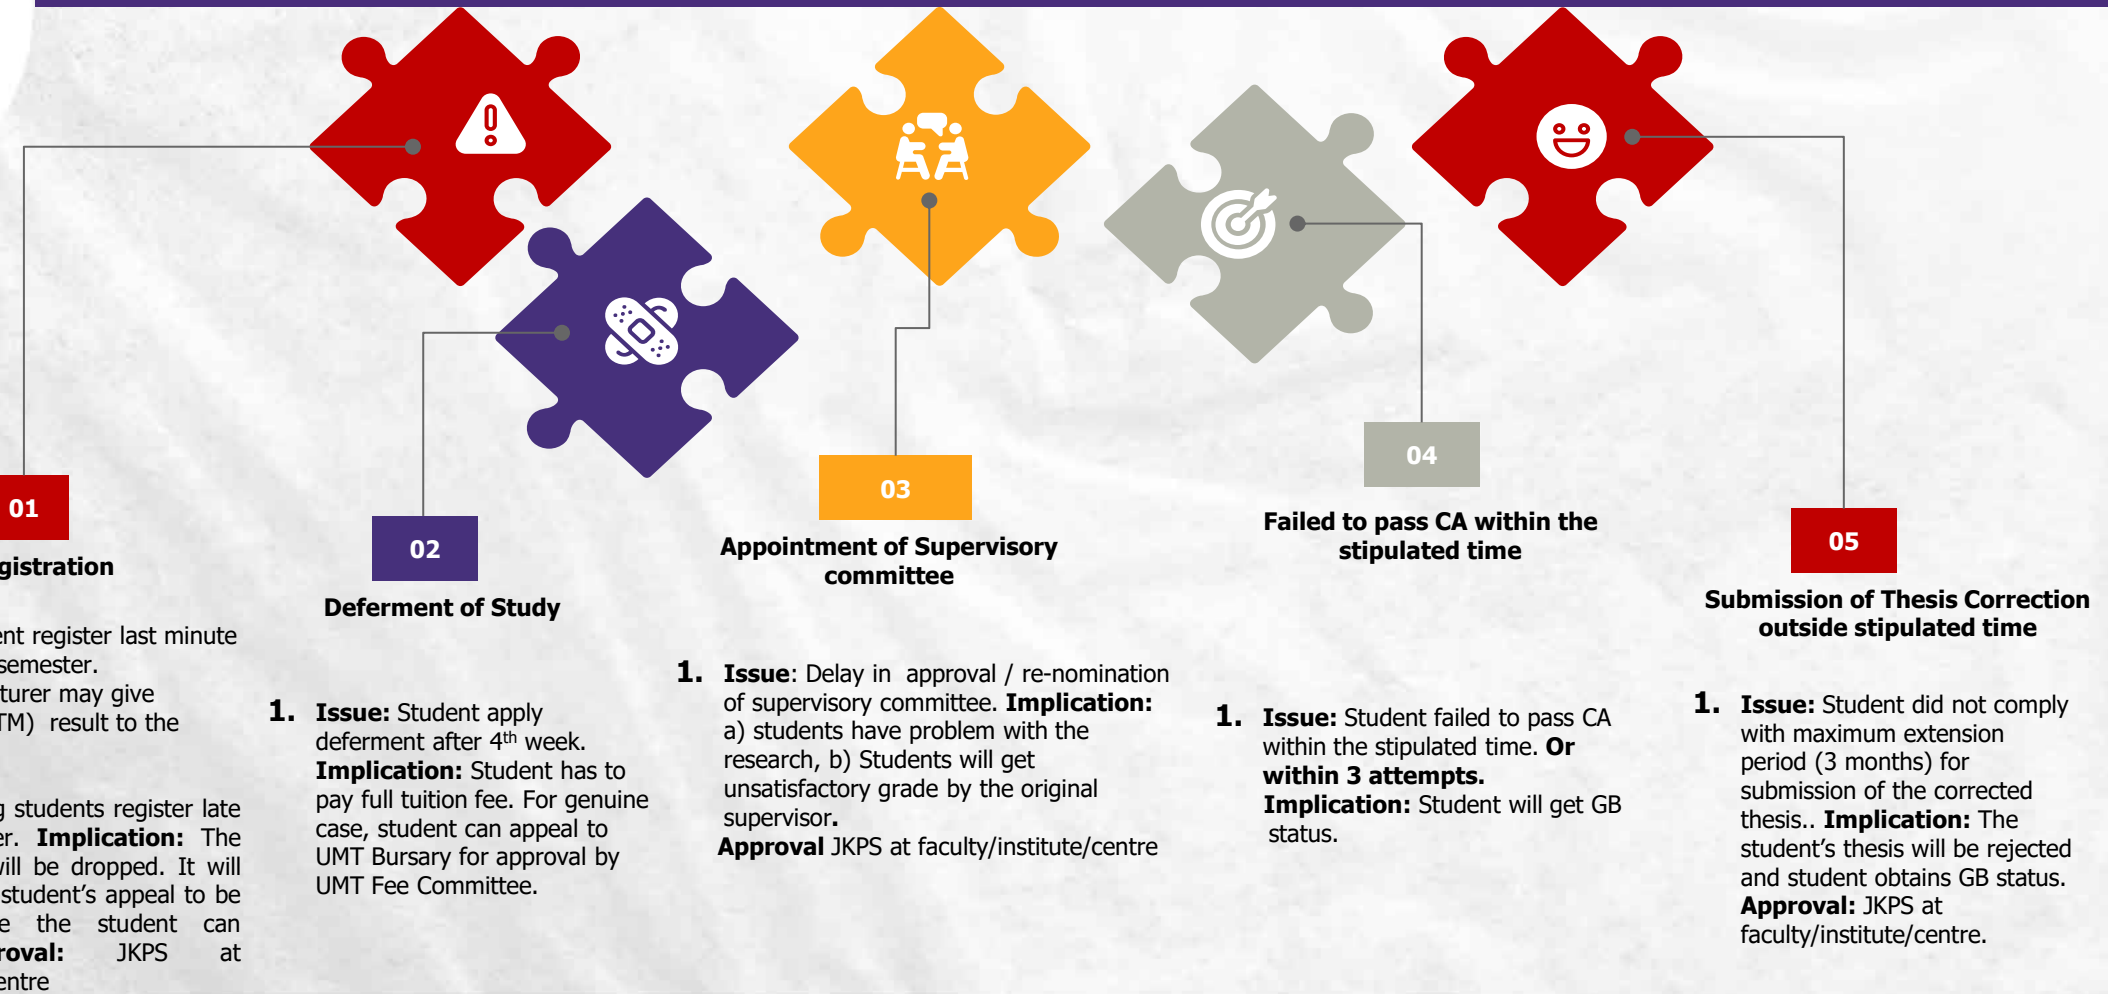 01
gistration
ent register last minute
semester.
turer may give
TM) result to the
g students register late
er. Implication: The
will be dropped. It will
student's appeal to be
e the student can
roval: JKPS at
entre
02
Deferment of Study
1. Issue: Student apply
deferment after 4th week.
Implication: Student has to
pay full tuition fee. For genuine
case, student can appeal to
UMT Bursary for approval by
UMT Fee Committee.
03
Appointment of Supervisory
committee
1. Issue: Delay in approval / re-nomination
of supervisory committee. Implication:
a) students have problem with the
research, b) Students will get
unsatisfactory grade by the original
supervisor.
Approval JKPS at faculty/institute/centre
04
Failed to pass CA within the
stipulated time
1. Issue: Student failed to pass CA
within the stipulated time. Or
within 3 attempts.
Implication: Student will get GB
status.
05
Submission of Thesis Correction
outside stipulated time
1. Issue: Student did not comply
with maximum extension
period (3 months) for
submission of the corrected
thesis.. Implication: The
student's thesis will be rejected
and student obtains GB status.
Approval: JKPS at
faculty/institute/centre.